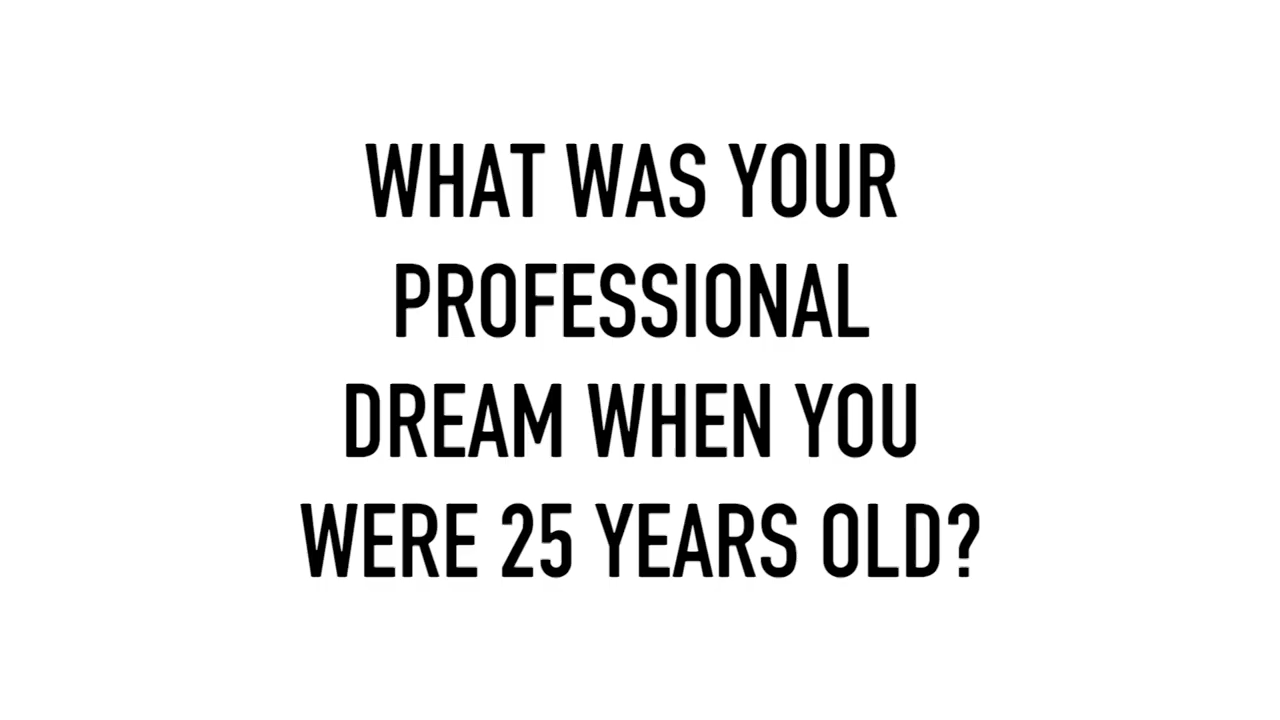 WHAT WAS YOUR
PROFESSIONAL
DREAM WHEN YOU
WERE 25 YEARS OLD?